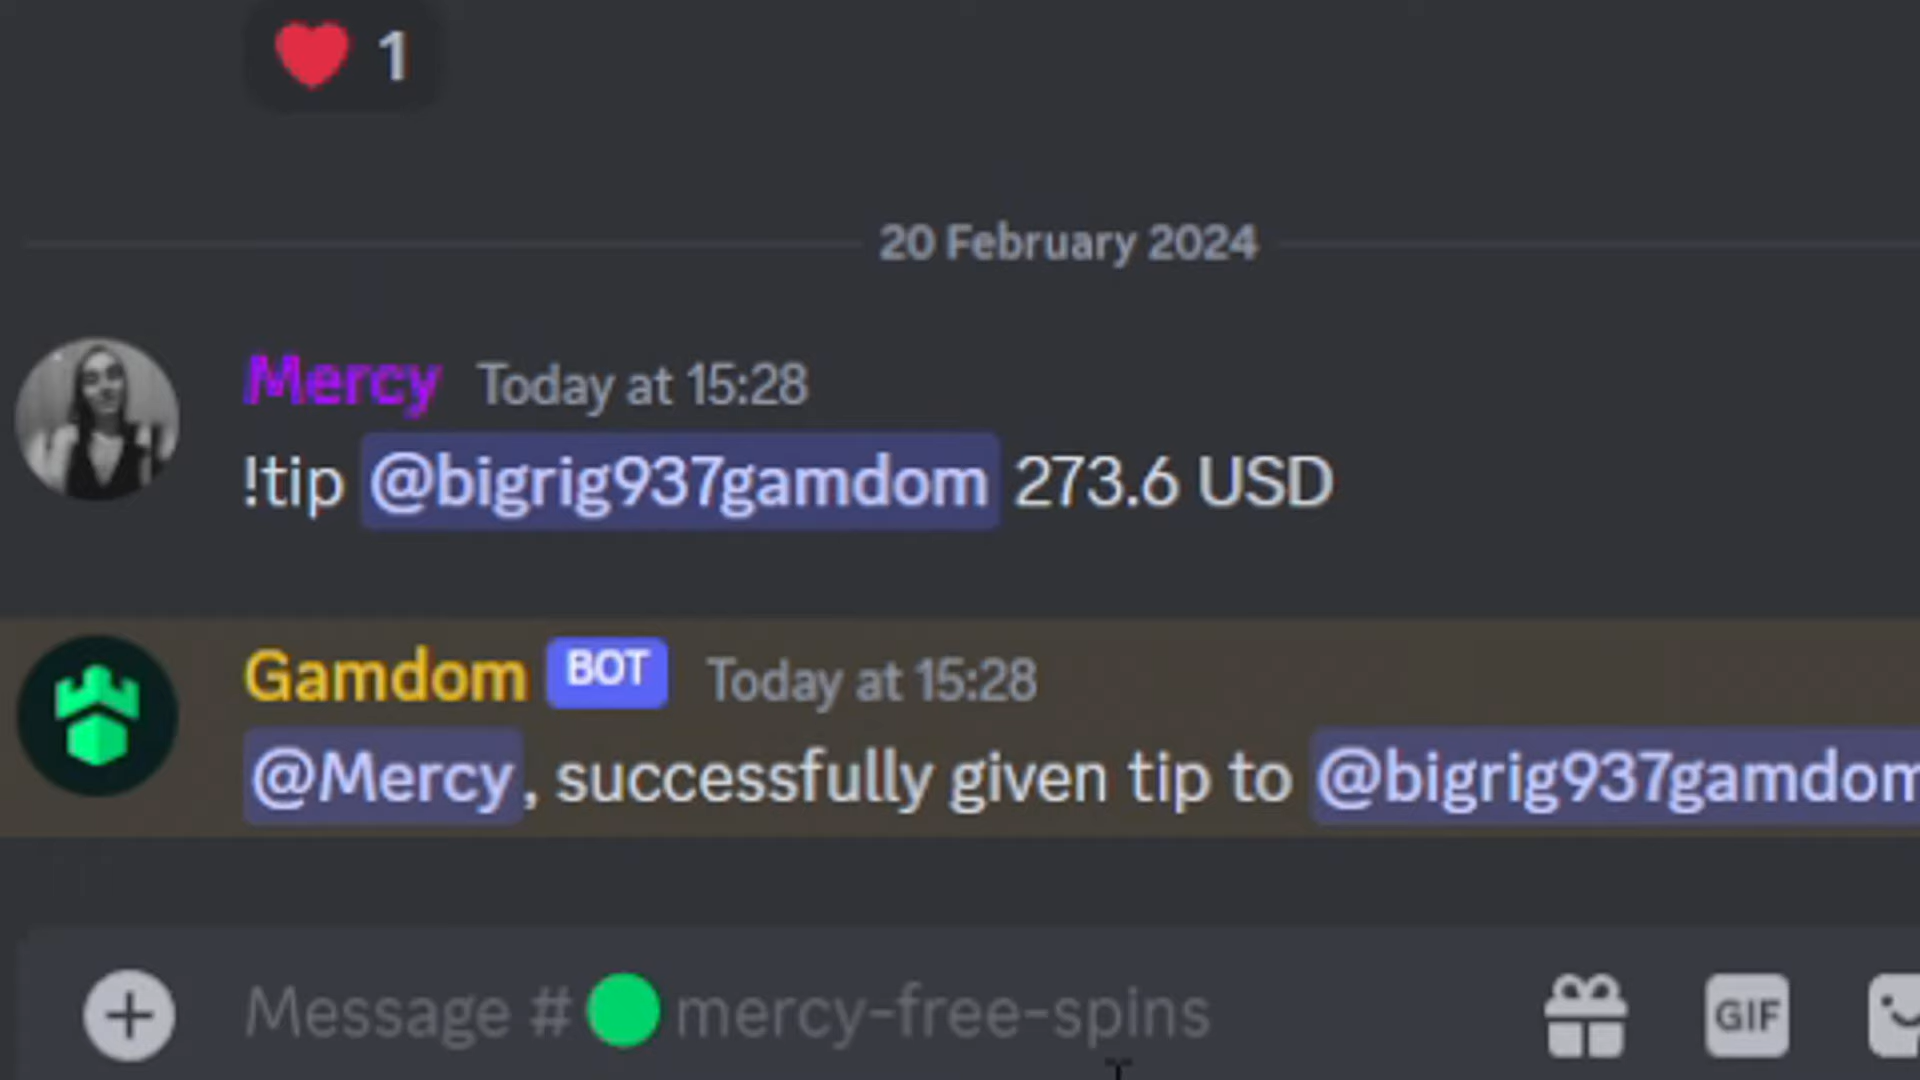 1
20 February 2024
Mercy Today at 15:28
!tip @bigrig937gamdom 273.6 USD
Gamdom BOT Today at 15:28
@Mercy, successfully given tip to @bigrig937gamdom
Message # mercy-free-spins
GIF